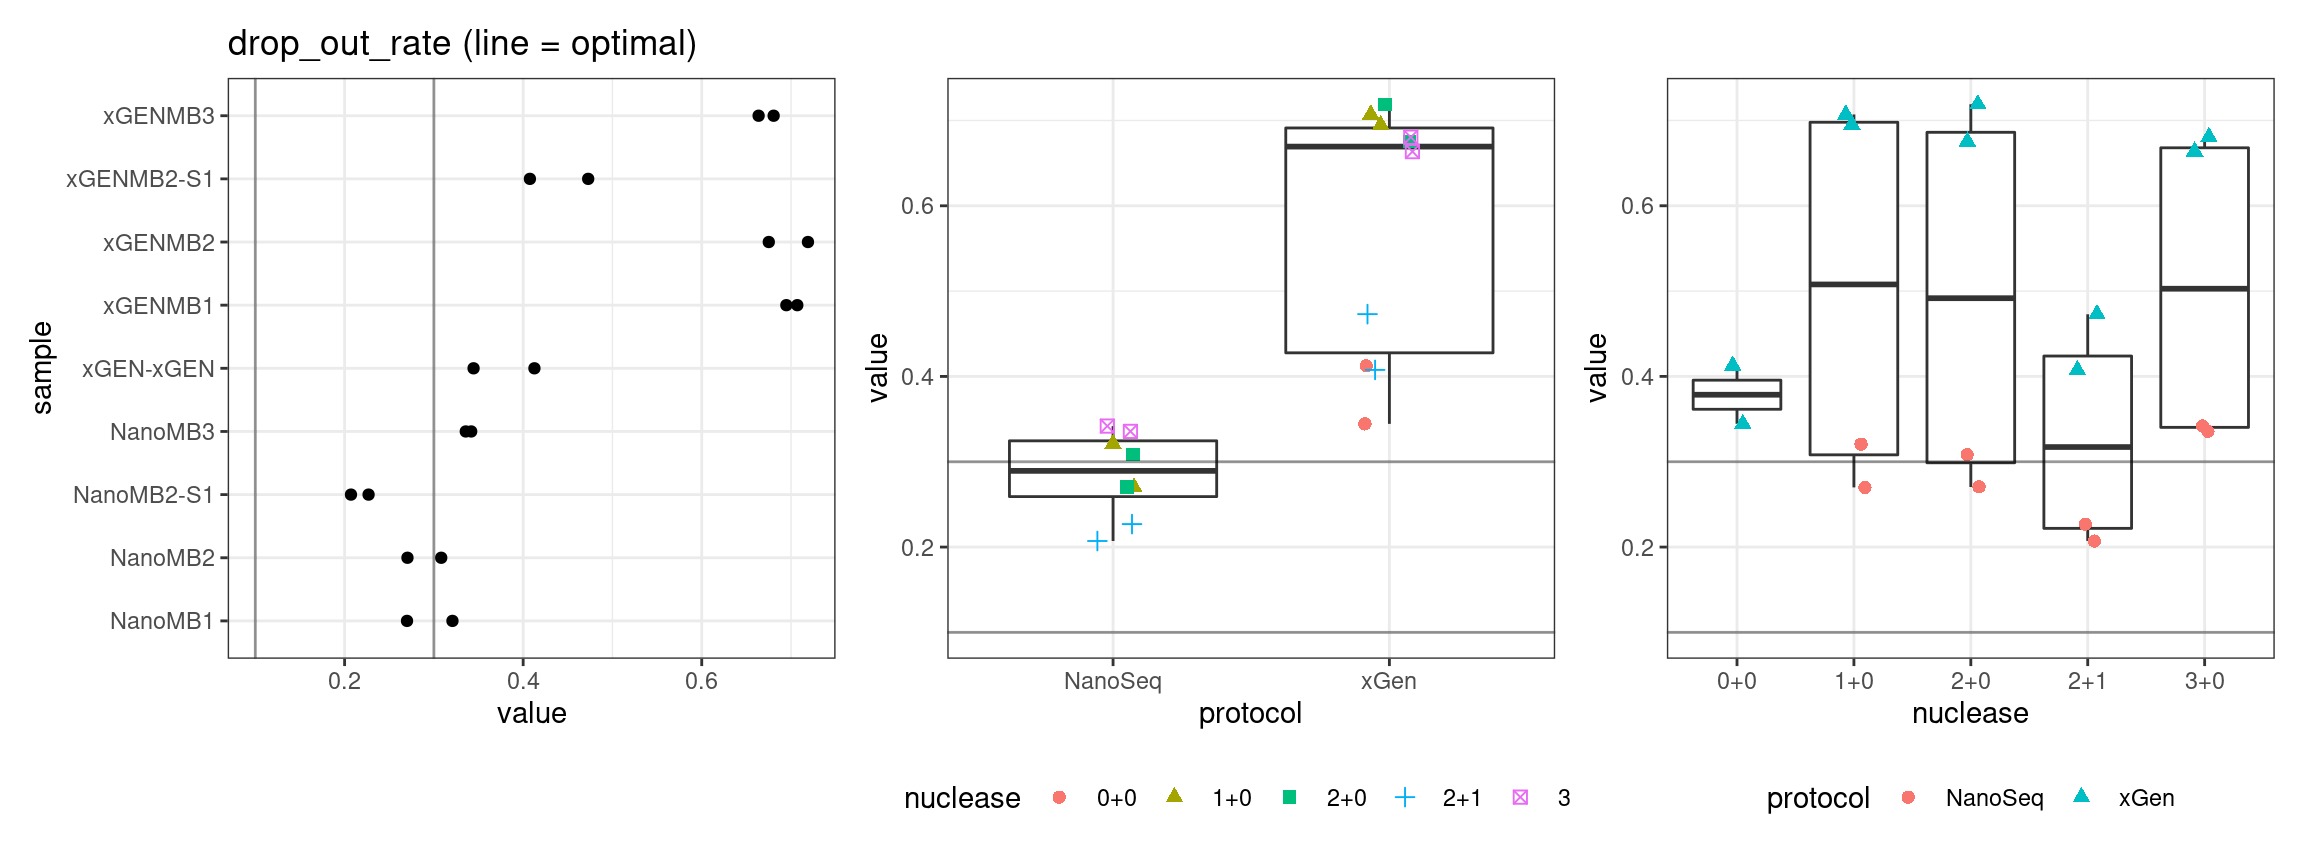 drop_out_rate (line = optimal)
sample
xGENMB3
xGENMB2-S1
xGENMB2
xGENMB1
xGEN-xGEN
NanoMB3
NanoMB2-S1
NanoMB2
NanoMB1
0.2 0.4 0.6
value
value
0.6
0.4
0.2
NanoSeq xGen
protocol
nuclease 0+0 1+0 2+0 2+1 3
value
0.6
0.4
0.2
0+0 1+0 2+0 2+1 3+0
nuclease
protocol NanoSeq xGen